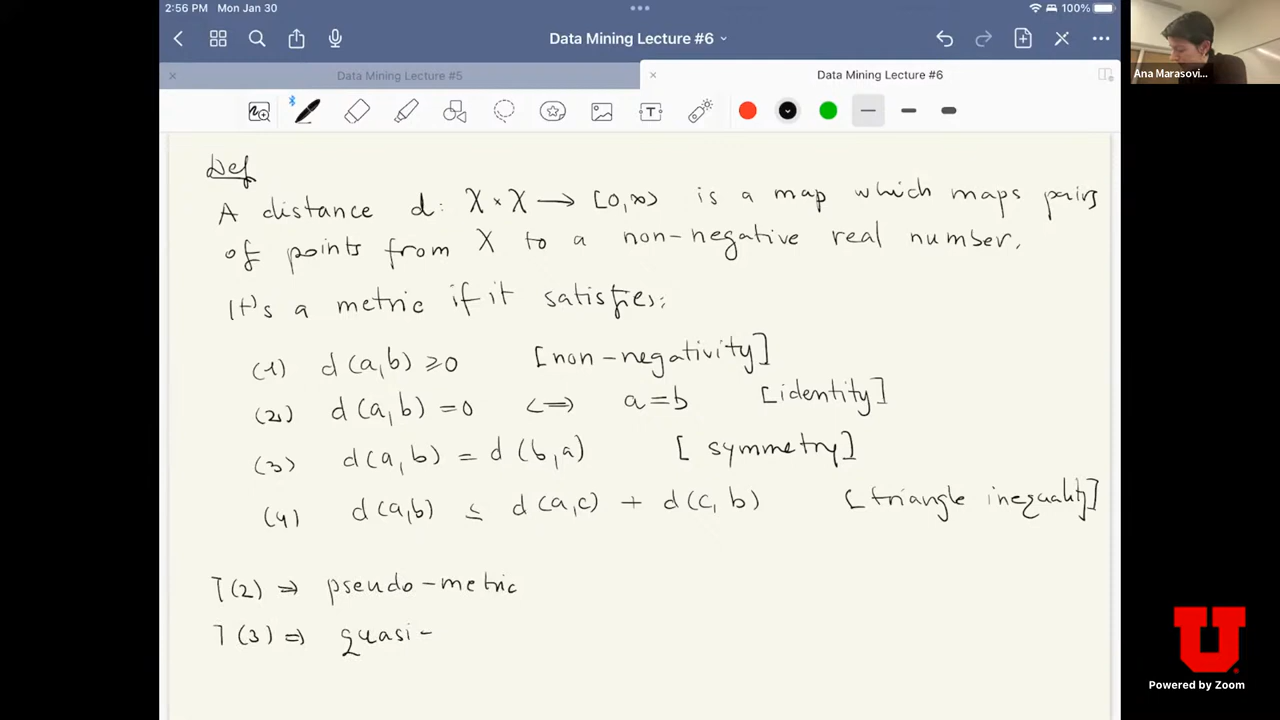 2:56 PM Mon Jan 30
100%
Data Mining Lecture #6
Data Mining Lecture #5
Data Mining Lecture #6
Ana Marasovi...
Def
A distance d: X × X → [0,∞) is a map which maps pairs
of points from X to a non-negative real number.
It's a metric if it satisfies:
(1) d(a,b) ≥0 [non-negativity]
(2) d(a,b) =0 <=> a=b [identity]
(3) d(a,b) = d(b,a) [symmetry]
(4) d(a,b) ≤ d(a,c) + d(c,b) [triangle inequality]
7(2) => pseudo-metric
7(3) => quasi-
U
Powered by Zoom